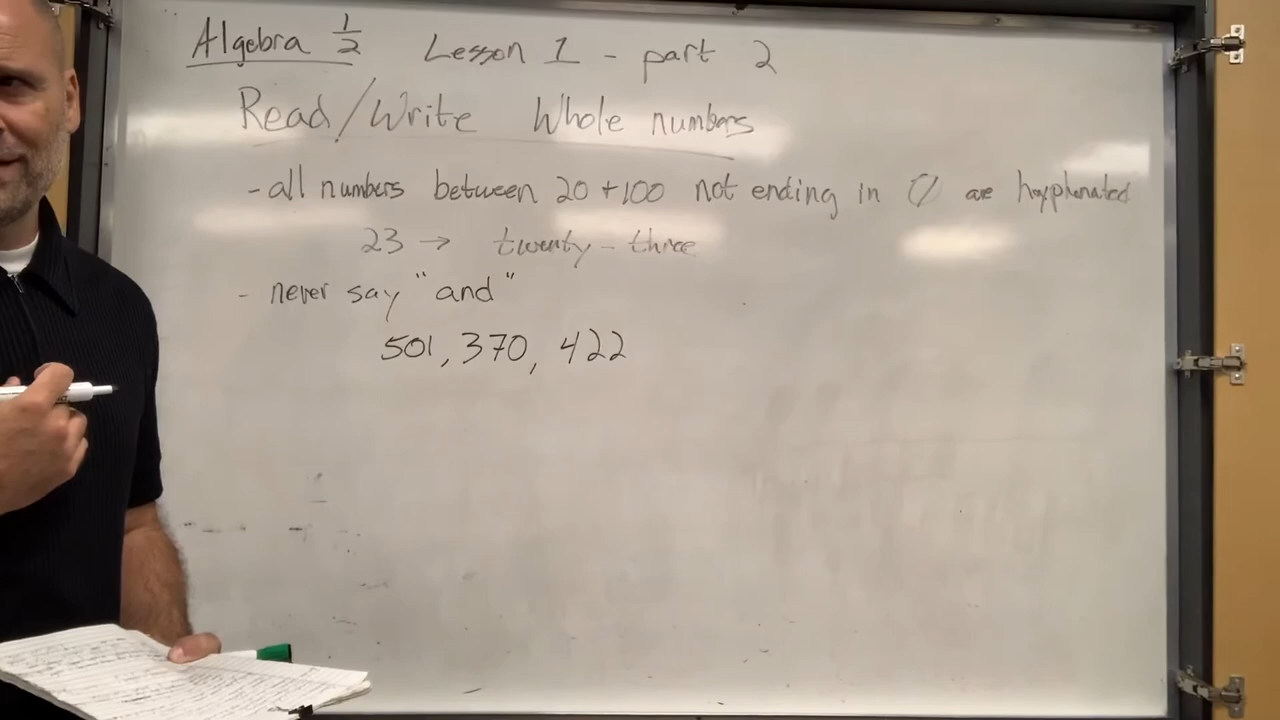 Algebra 1/2 Lesson 1 - part 2
Read/Write Whole numbers
- all numbers between 20 + 100 not ending in 0 are hyphenated
23 → twenty-three
- never say "and"
501, 370, 422